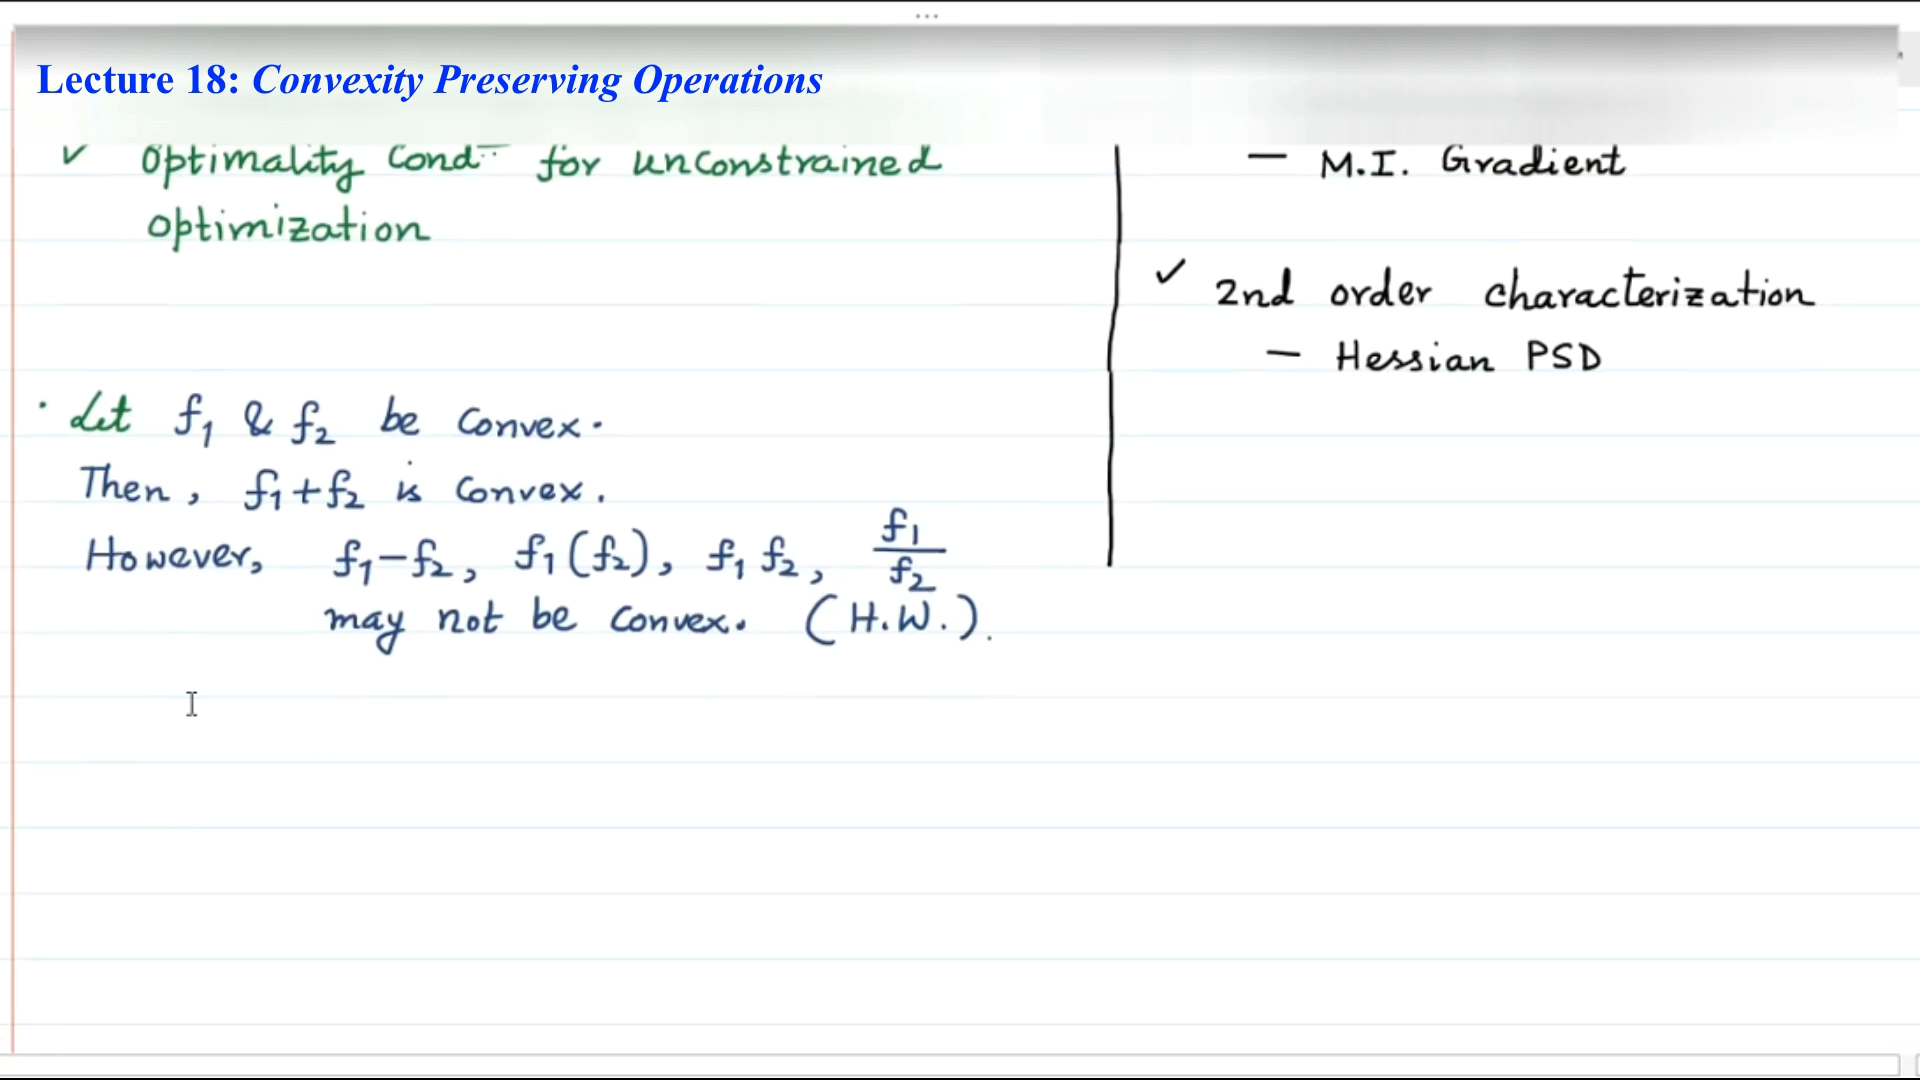 Lecture 18: Convexity Preserving Operations
✓ Optimality Cond.. for unconstrained
optimization
— M.I. Gradient
✓ 2nd order characterization
— Hessian PSD
· Let f₁ & f₂ be convex.
Then, f₁+f₂ is convex.
However, f₁-f₂, f₁(f₂), f₁ f₂, f₁/f₂
may not be convex. (H.W.).